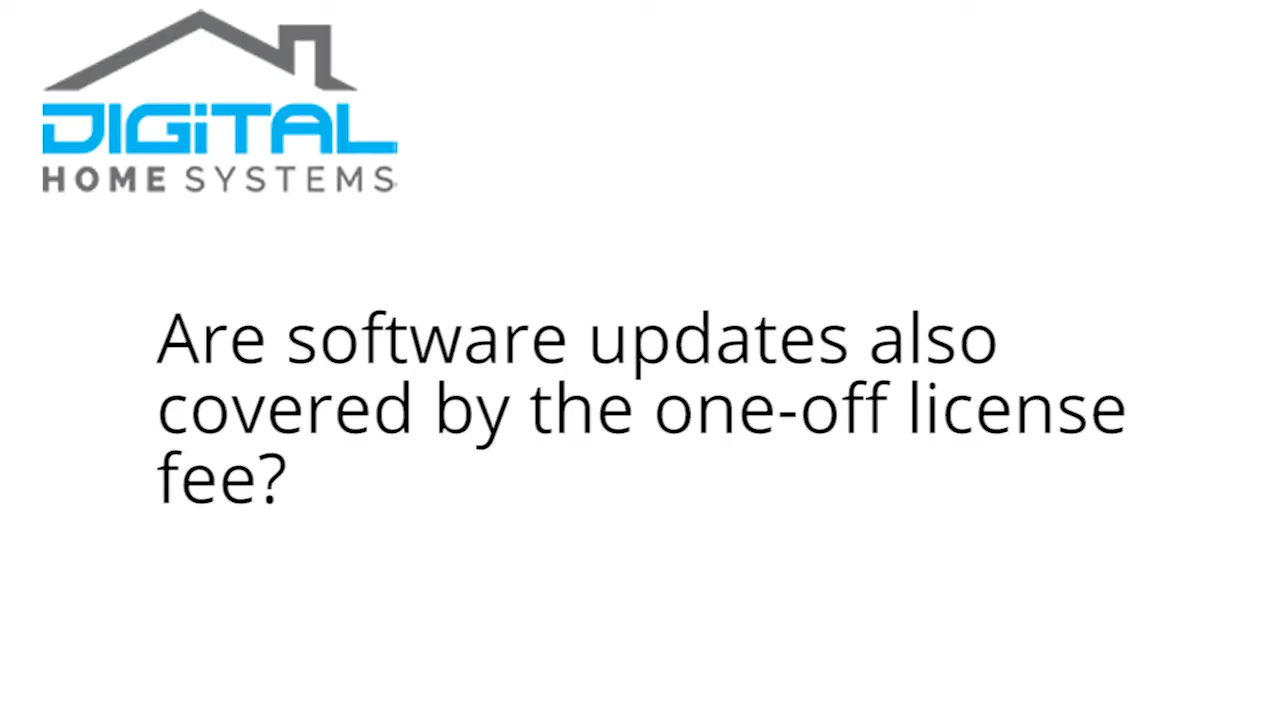 DIGiTAL
HOME SYSTEMS
Are software updates also
covered by the one-off license
fee?